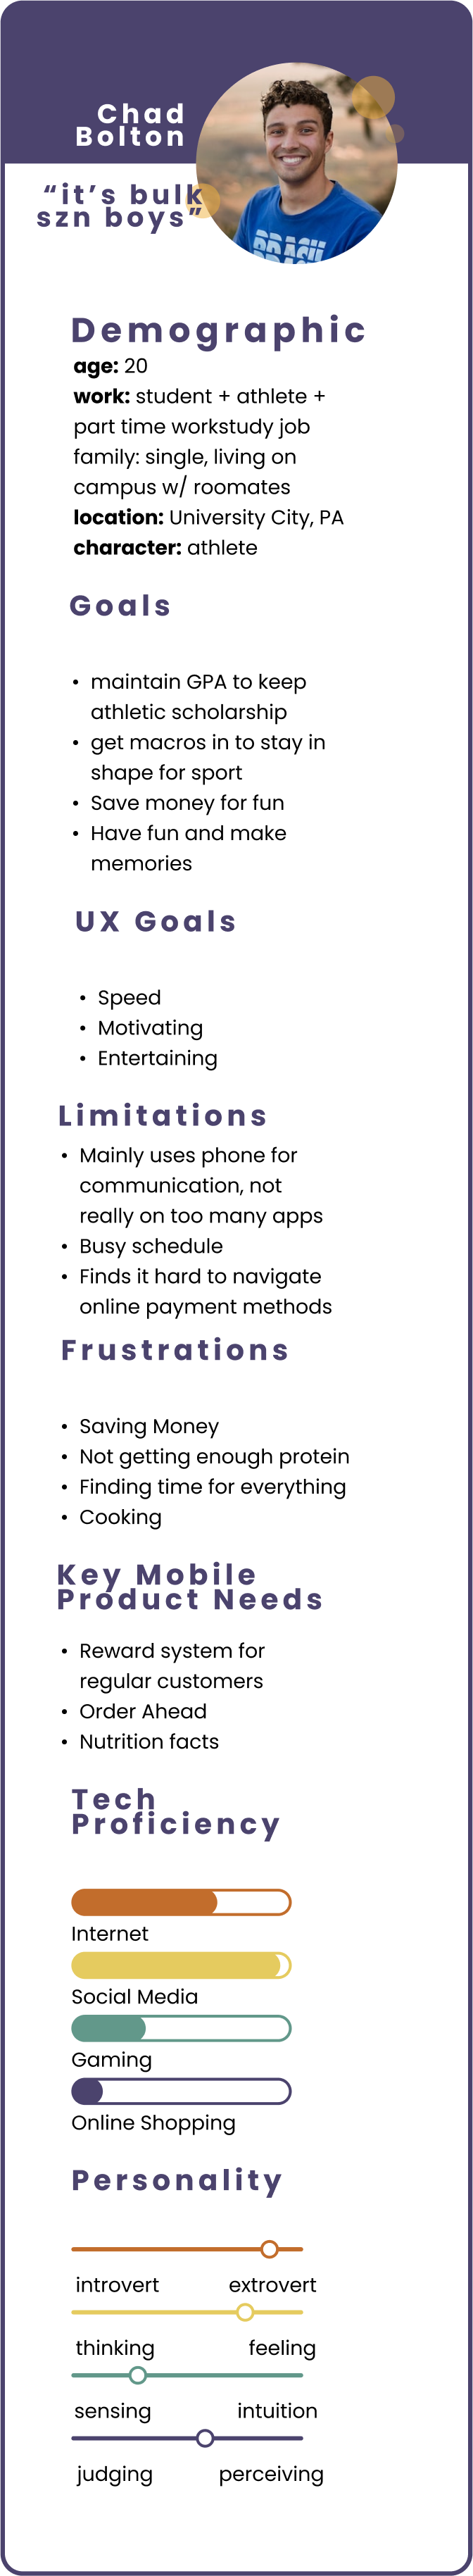 Chad
Bolton
“it’s bulk
szn boys”
Demographic
age: 20
work: student + athlete +
part time workstudy job
family: single, living on
campus w/ roomates
location: University City, PA
character: athlete
Goals
• maintain GPA to keep
athletic scholarship
• get macros in to stay in
shape for sport
• Save money for fun
• Have fun and make
memories
UX Goals
• Speed
• Motivating
• Entertaining
Limitations
• Mainly uses phone for
communication, not
really on too many apps
• Busy schedule
• Finds it hard to navigate
online payment methods
Frustrations
• Saving Money
• Not getting enough protein
• Finding time for everything
• Cooking
Key Mobile
Product Needs
• Reward system for
regular customers
• Order Ahead
• Nutrition facts
Tech
Proficiency
Internet
Social Media
Gaming
Online Shopping
Personality
introvert extrovert
thinking feeling
sensing intuition
judging perceiving